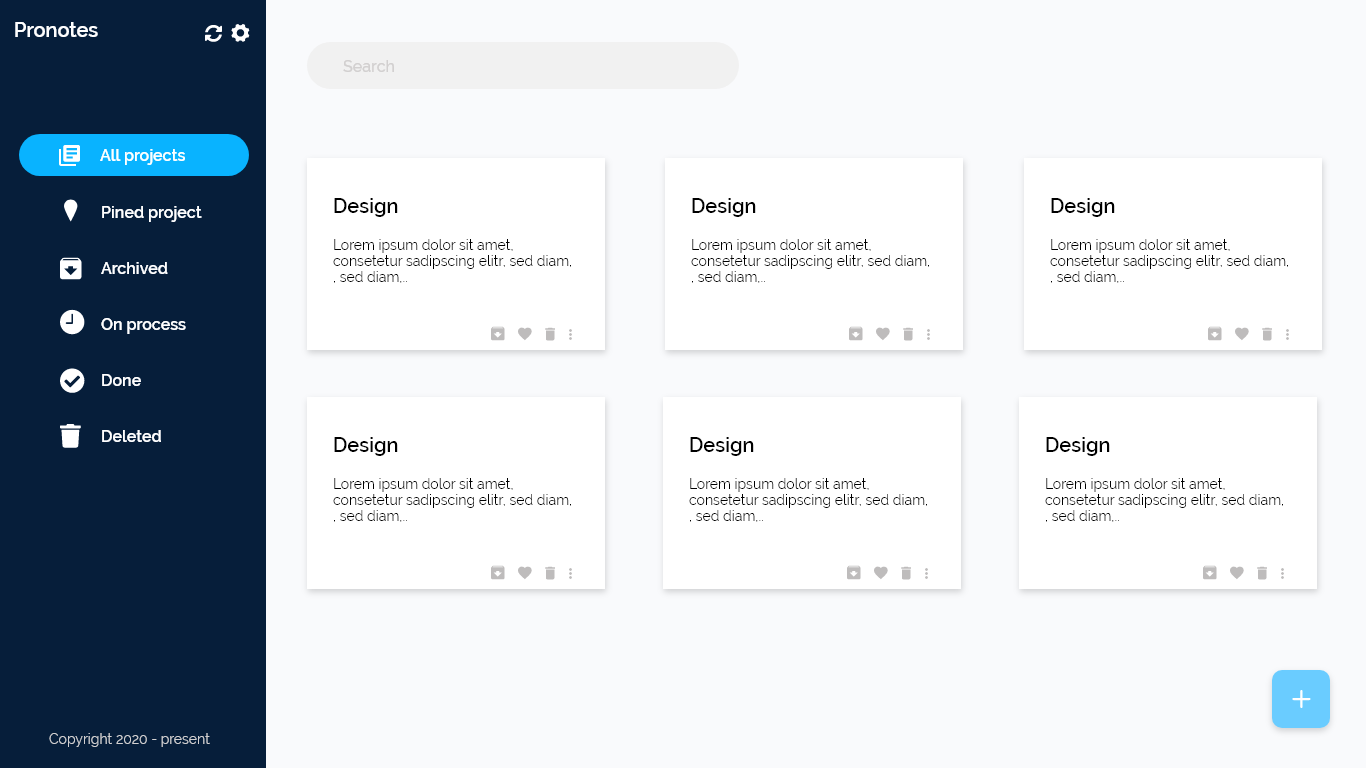 Pronotes
Search
All projects
Pined project
Archived
On process
Done
Deleted
Design
Lorem ipsum dolor sit amet,
consetetur sadipscing elitr, sed diam,
, sed diam,..
Design
Lorem ipsum dolor sit amet,
consetetur sadipscing elitr, sed diam,
, sed diam,..
Design
Lorem ipsum dolor sit amet,
consetetur sadipscing elitr, sed diam,
, sed diam,..
Design
Lorem ipsum dolor sit amet,
consetetur sadipscing elitr, sed diam,
, sed diam,..
Design
Lorem ipsum dolor sit amet,
consetetur sadipscing elitr, sed diam,
, sed diam,..
Design
Lorem ipsum dolor sit amet,
consetetur sadipscing elitr, sed diam,
, sed diam,..
Copyright 2020 - present